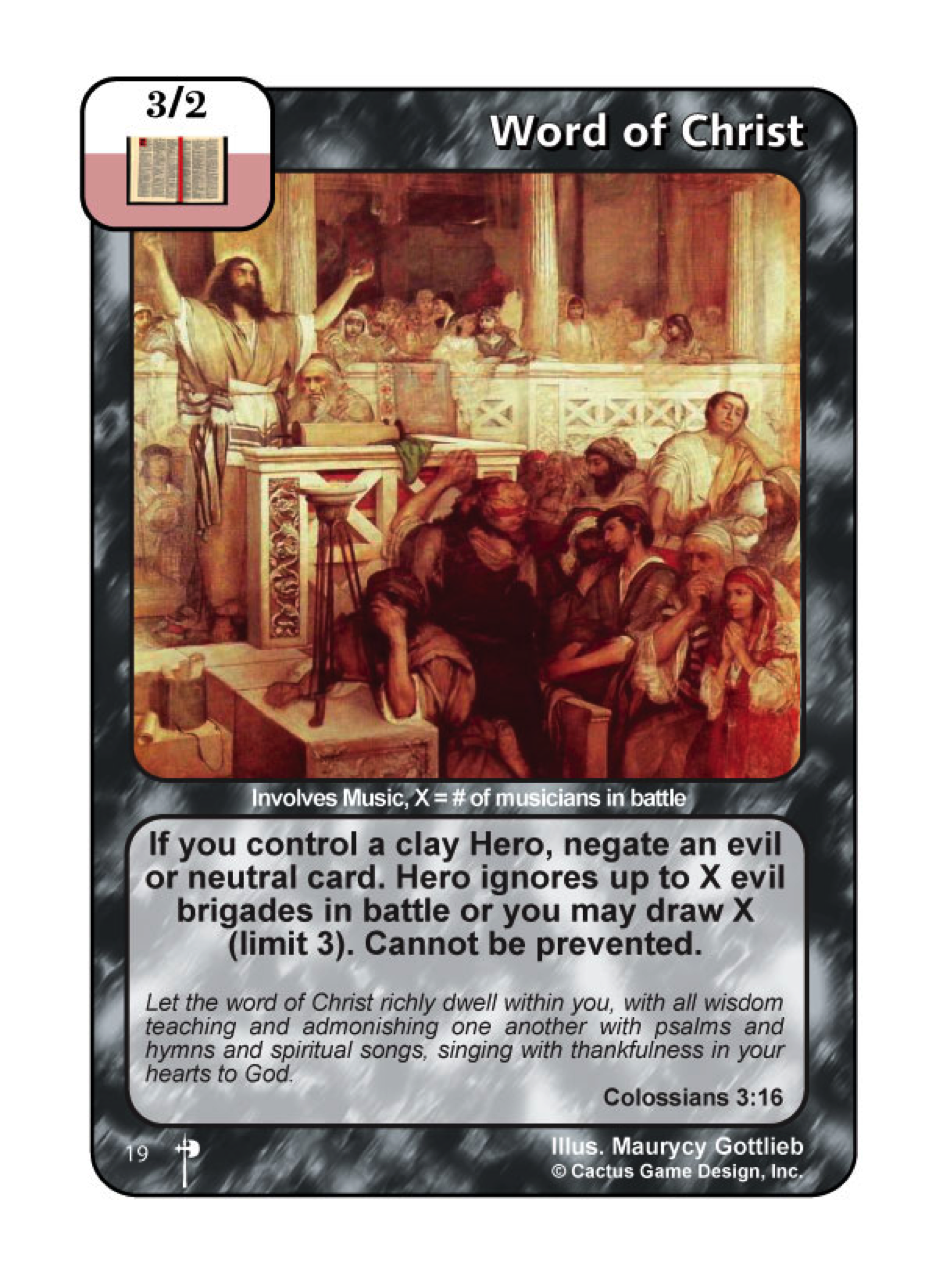 3/2
Word of Christ
Involves Music, X = # of musicians in battle
If you control a clay Hero, negate an evil
or neutral card. Hero ignores up to X evil
brigades in battle or you may draw X
(limit 3). Cannot be prevented.
Let the word of Christ richly dwell within you, with all wisdom
teaching and admonishing one another with psalms and
hymns and spiritual songs, singing with thankfulness in your
hearts to God.
Colossians 3:16
19
Illus. Maurycy Gottlieb
© Cactus Game Design, Inc.